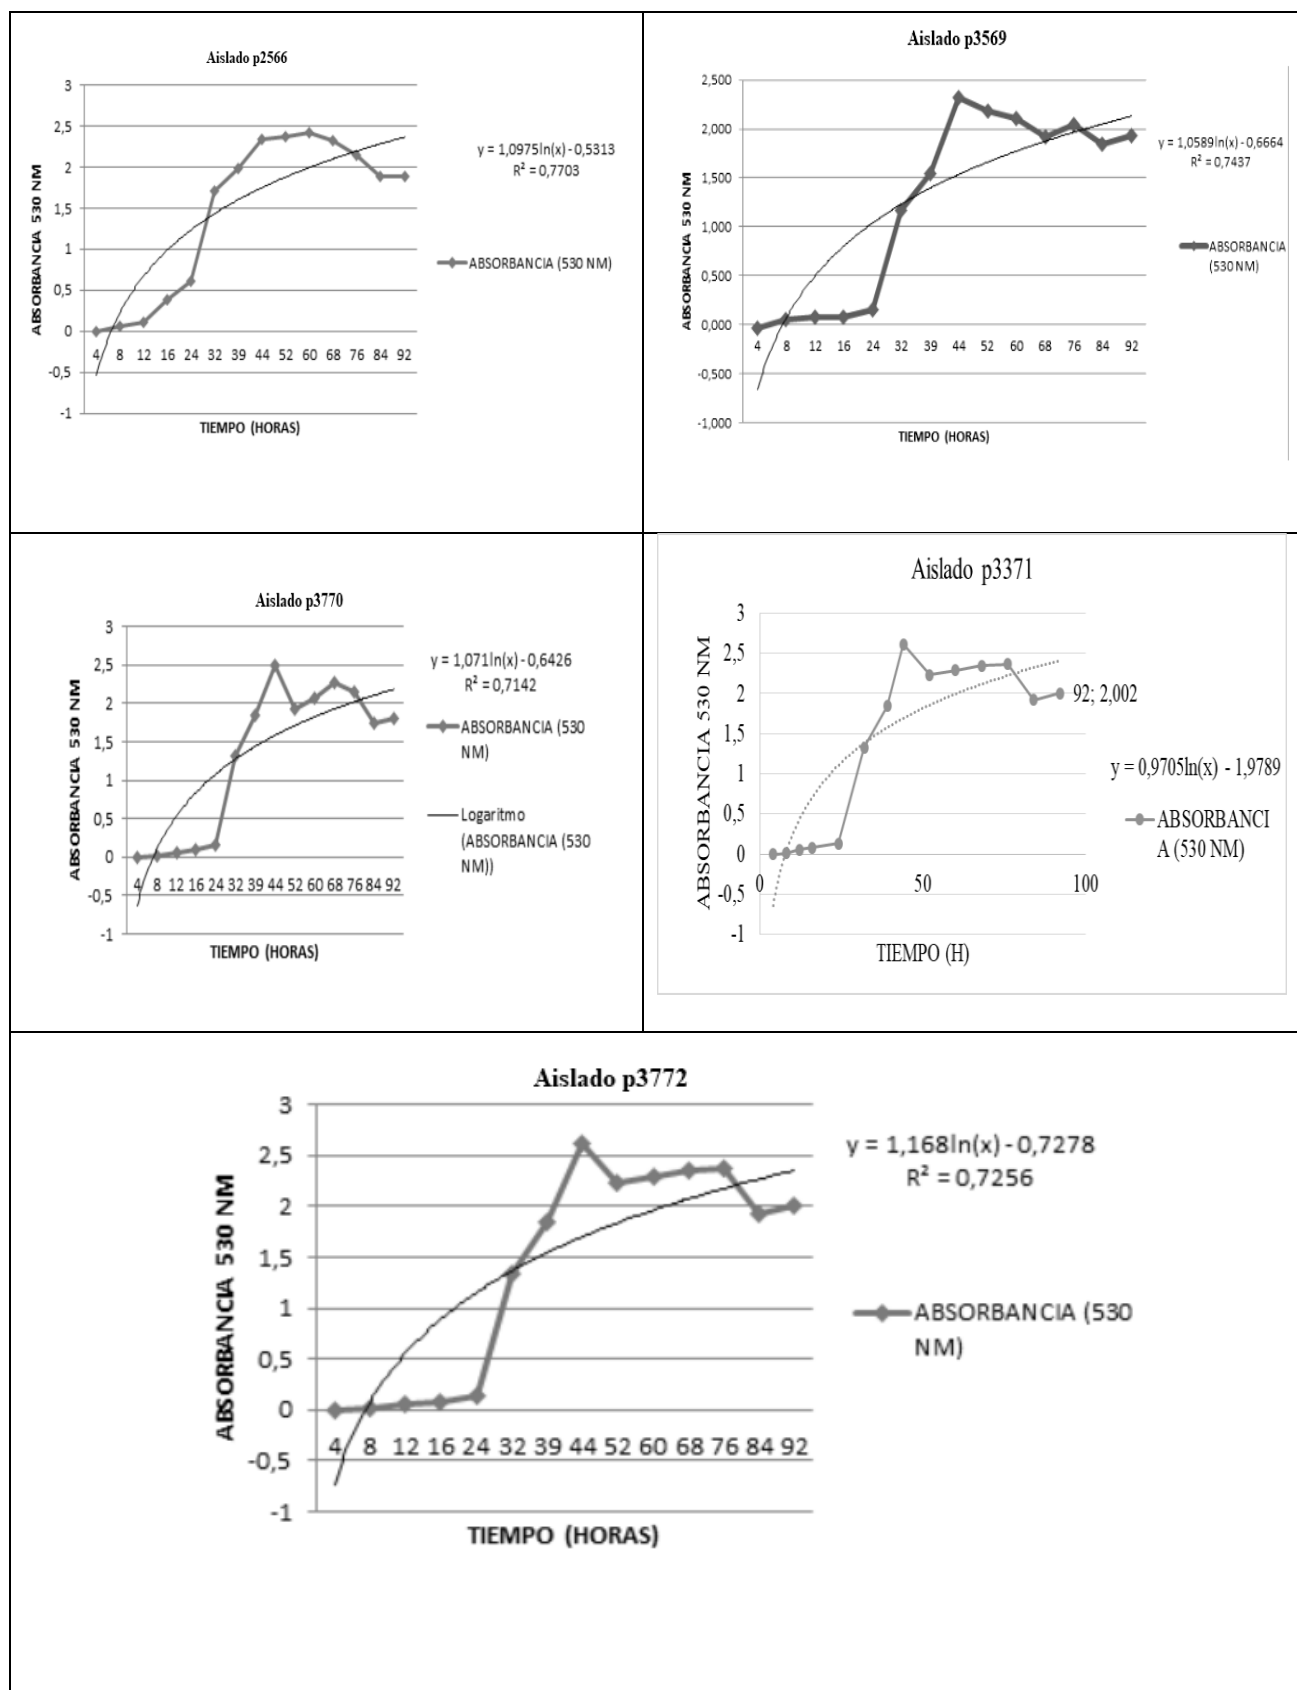 Aislado p2566
3
2,5
2
1,5
1
0,5
0
-0,5
-1
ABSORBANCIA 530 NM
4 8 12 16 24 32 39 44 52 60 68 76 84 92
TIEMPO (HORAS)
y = 1,0975ln(x) - 0,5313
R² = 0,7703
ABSORBANCIA (530 NM)
Aislado p3569
2,500
2,000
1,500
1,000
0,500
0,000
-0,500
-1,000
ABSORBANCIA 530 NM
4 8 12 16 24 32 39 44 52 60 68 76 84 92
TIEMPO (HORAS)
y = 1,0589ln(x) - 0,6664
R² = 0,7437
ABSORBANCIA
(530 NM)
Aislado p3770
3
2,5
2
1,5
1
0,5
0
-0,5
-1
ABSORBANCIA 530 NM
4 8 12 16 24 32 39 44 52 60 68 76 84 92
TIEMPO (HORAS)
y = 1,071ln(x) - 0,6426
R² = 0,7142
ABSORBANCIA (530
NM)
Logaritmo
(ABSORBANCIA (530
NM))
Aislado p3371
3
2,5
2
1,5
1
0,5
0
-0,5
-1
ABSORBANCIA 530 NM
0 50 100
TIEMPO (H)
92; 2,002
y = 0,9705ln(x) - 1,9789
ABSORBANCI
A (530 NM)
Aislado p3772
3
2,5
2
1,5
1
0,5
0
-0,5
-1
ABSORBANCIA 530 NM
4 8 12 16 24 32 39 44 52 60 68 76 84 92
TIEMPO (HORAS)
y = 1,168ln(x) - 0,7278
R² = 0,7256
ABSORBANCIA (530
NM)